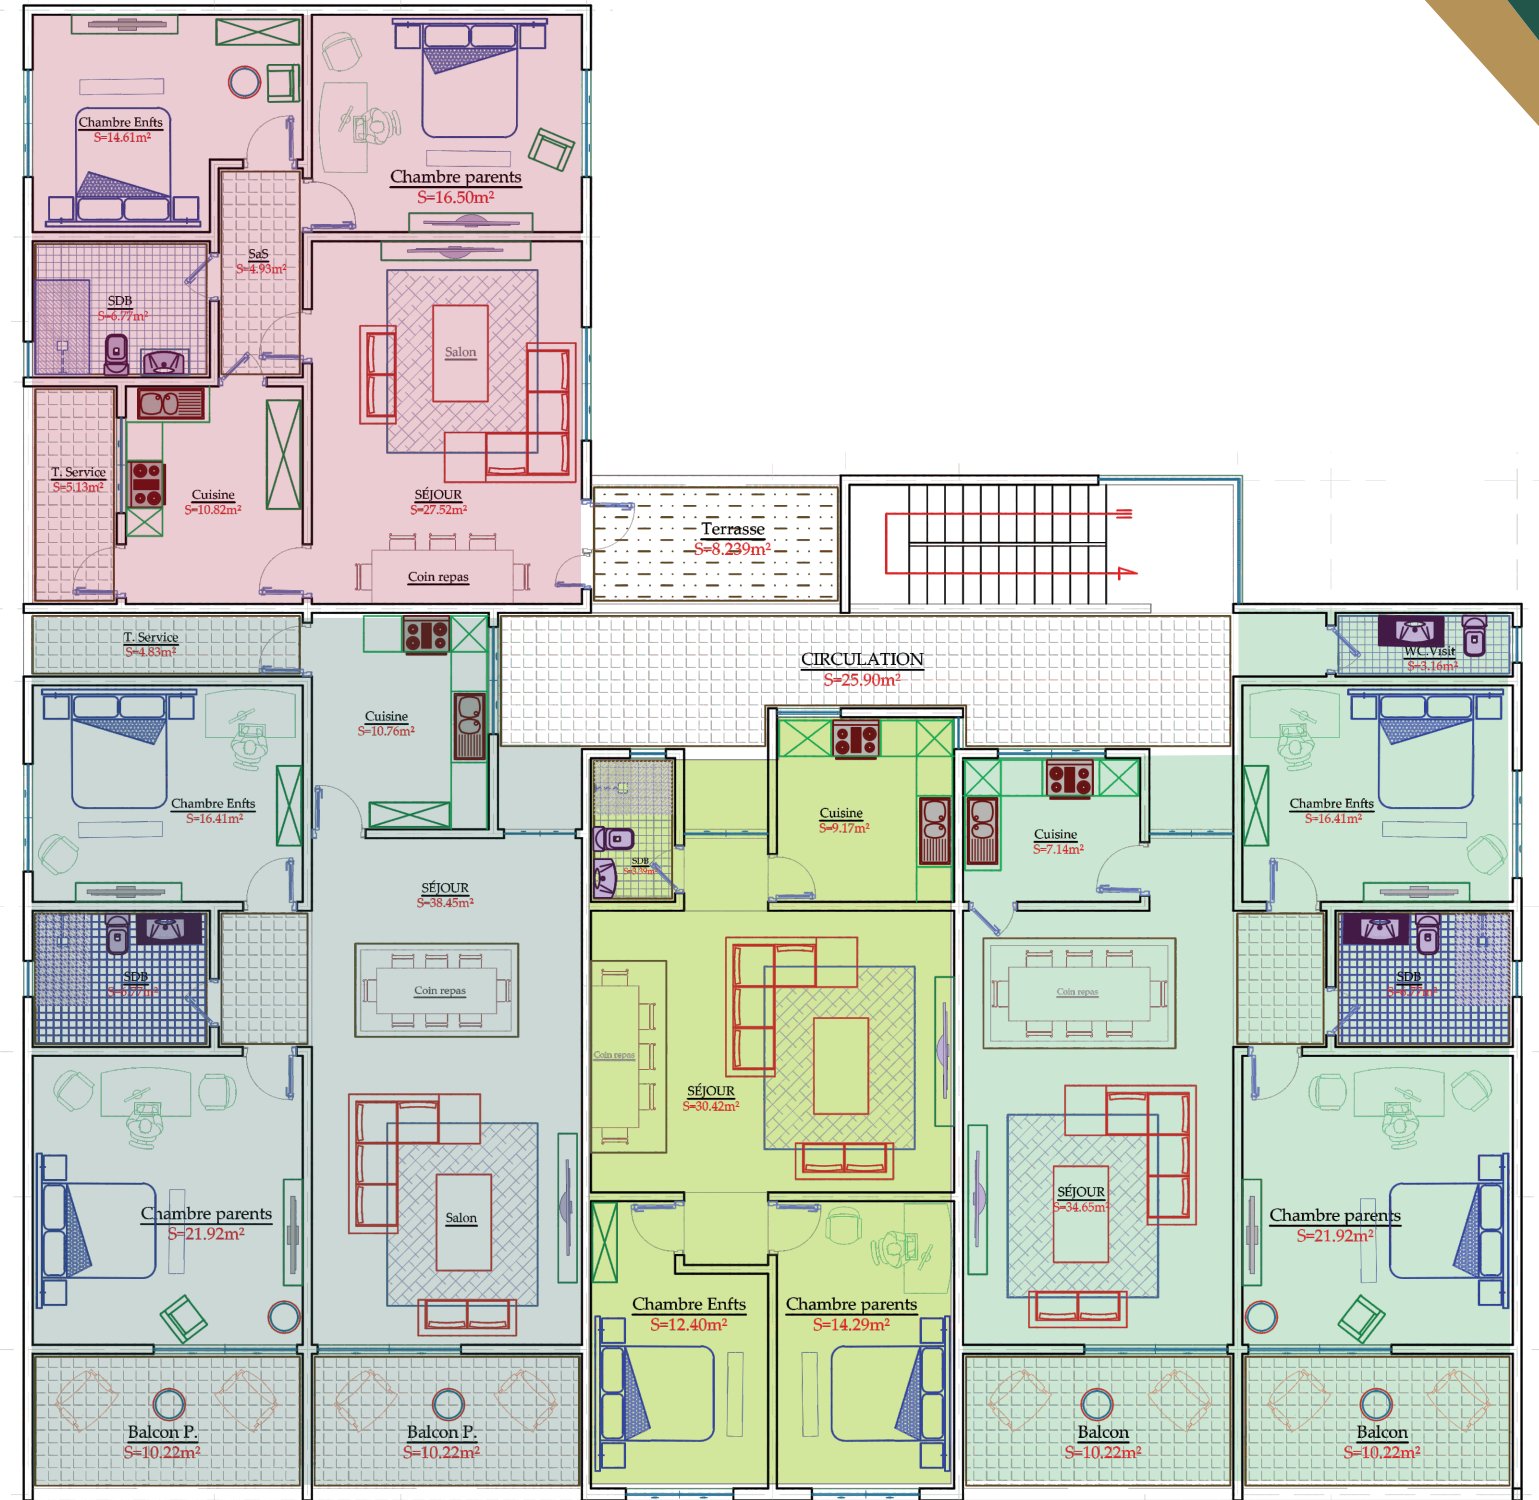 Chambre Enfts
S=14.61m²
Chambre parents
S=16.50m²
SaS
S=4.93m²
SDB
S=6.77m²
Salon
T. Service
S=5.13m²
Cuisine
S=10.82m²
SÉJOUR
S=27.52m²
Coin repas
Terrasse
S=8.239m²
T. Service
S=4.83m²
CIRCULATION
S=25.90m²
WC.Visit
S=3.16m²
Cuisine
S=10.76m²
Chambre Enfts
S=16.41m²
Cuisine
S=9.17m²
Cuisine
S=7.14m²
Chambre Enfts
S=16.41m²
SDB
SÉJOUR
S=38.45m²
SDB
Coin repas
Coin repas
SDB
Coin repas
SÉJOUR
S=30.42m²
Chambre parents
S=21.92m²
Salon
SÉJOUR
S=34.65m²
Chambre parents
S=21.92m²
Chambre Enfts
S=12.40m²
Chambre parents
S=14.29m²
Balcon P.
S=10.22m²
Balcon P.
S=10.22m²
Balcon
S=10.22m²
Balcon
S=10.22m²